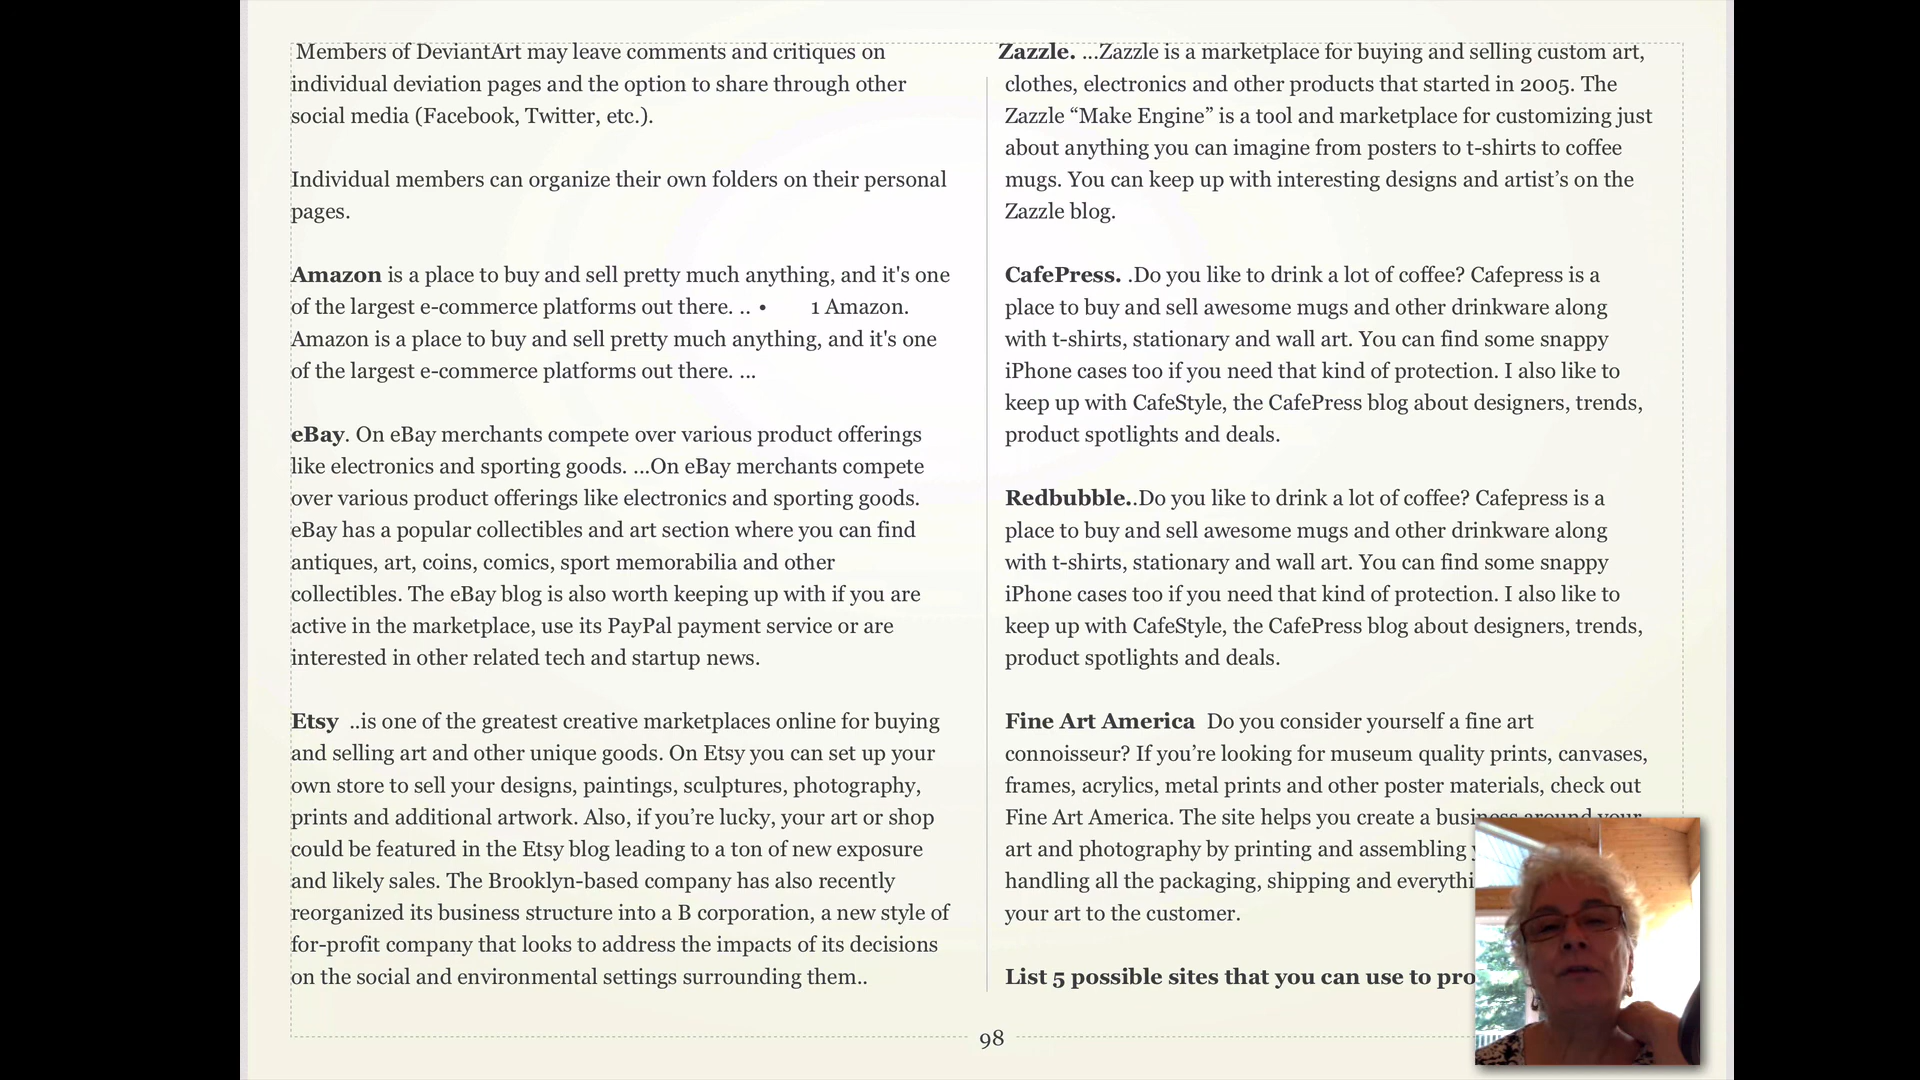 Members of DeviantArt may leave comments and critiques on
individual deviation pages and the option to share through other
social media (Facebook, Twitter, etc.).
Individual members can organize their own folders on their personal
pages.
Amazon is a place to buy and sell pretty much anything, and it's one
of the largest e-commerce platforms out there. .. • 1 Amazon.
Amazon is a place to buy and sell pretty much anything, and it's one
of the largest e-commerce platforms out there. ...
eBay. On eBay merchants compete over various product offerings
like electronics and sporting goods. ...On eBay merchants compete
over various product offerings like electronics and sporting goods.
eBay has a popular collectibles and art section where you can find
antiques, art, coins, comics, sport memorabilia and other
collectibles. The eBay blog is also worth keeping up with if you are
active in the marketplace, use its PayPal payment service or are
interested in other related tech and startup news.
Etsy ..is one of the greatest creative marketplaces online for buying
and selling art and other unique goods. On Etsy you can set up your
own store to sell your designs, paintings, sculptures, photography,
prints and additional artwork. Also, if you’re lucky, your art or shop
could be featured in the Etsy blog leading to a ton of new exposure
and likely sales. The Brooklyn-based company has also recently
reorganized its business structure into a B corporation, a new style of
for-profit company that looks to address the impacts of its decisions
on the social and environmental settings surrounding them..
Zazzle. ...Zazzle is a marketplace for buying and selling custom art,
clothes, electronics and other products that started in 2005. The
Zazzle “Make Engine” is a tool and marketplace for customizing just
about anything you can imagine from posters to t-shirts to coffee
mugs. You can keep up with interesting designs and artist’s on the
Zazzle blog.
CafePress. .Do you like to drink a lot of coffee? Cafepress is a
place to buy and sell awesome mugs and other drinkware along
with t-shirts, stationary and wall art. You can find some snappy
iPhone cases too if you need that kind of protection. I also like to
keep up with CafeStyle, the CafePress blog about designers, trends,
product spotlights and deals.
Redbubble..Do you like to drink a lot of coffee? Cafepress is a
place to buy and sell awesome mugs and other drinkware along
with t-shirts, stationary and wall art. You can find some snappy
iPhone cases too if you need that kind of protection. I also like to
keep up with CafeStyle, the CafePress blog about designers, trends,
product spotlights and deals.
Fine Art America Do you consider yourself a fine art
connoisseur? If you’re looking for museum quality prints, canvases,
frames, acrylics, metal prints and other poster materials, check out
Fine Art America. The site helps you create a business around your
art and photography by printing and assembling
handling all the packaging, shipping and
your art to the customer.
List 5 possible sites that you can use to
98